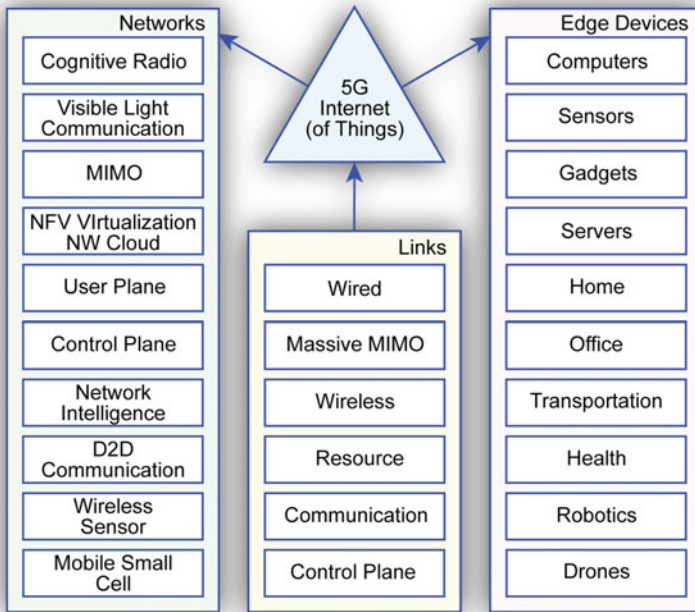 Networks
Cognitive Radio
Visible Light
Communication
MIMO
NFV VIrtualization
NW Cloud
User Plane
Control Plane
Network
Intelligence
D2D
Communication
Wireless
Sensor
Mobile Small
Cell
5G
Internet
(of Things)
Links
Wired
Massive MIMO
Wireless
Resource
Communication
Control Plane
Edge Devices
Computers
Sensors
Gadgets
Servers
Home
Office
Transportation
Health
Robotics
Drones